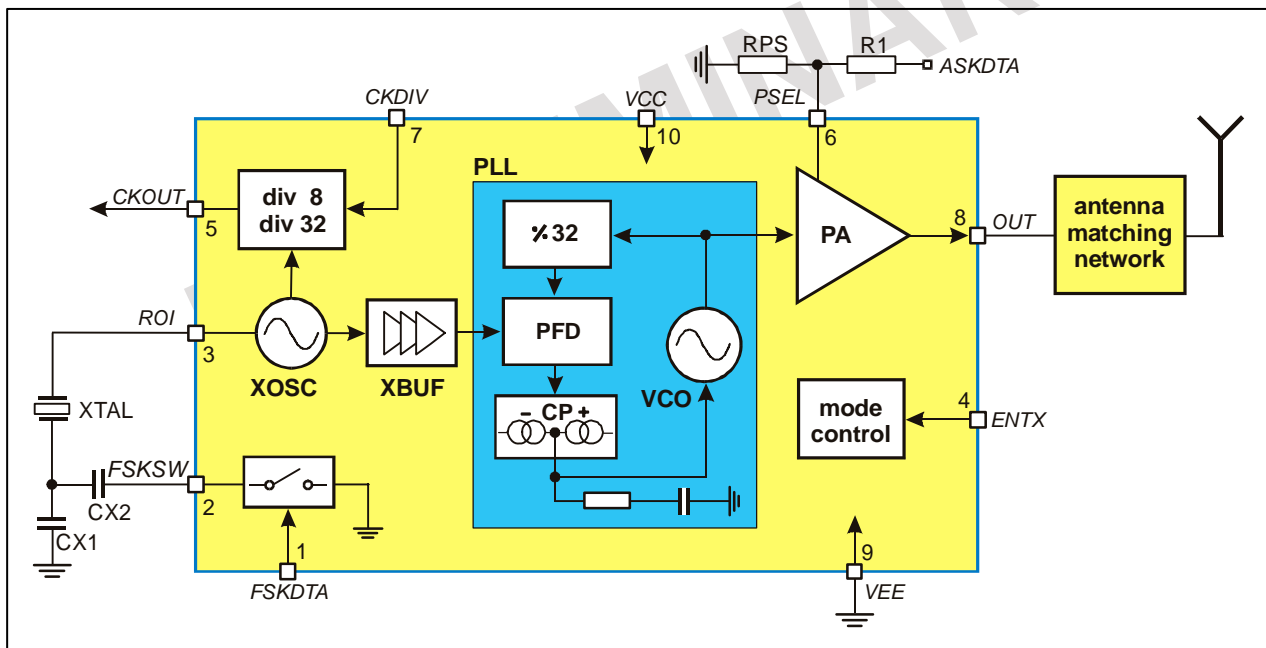 MINAR
RPS
R1
ASKDTA
CKDIV
VCC
PSEL
7
10
6
PLL
CKOUT
5
div 8
div 32
% 32
PA
8
OUT
antenna
matching
network
ROI
3
XOSC
XBUF
PFD
VCO
XTAL
- CP +
mode
control
4
ENTX
FSKSW
2
CX2
CX1
1
FSKDTA
9
VEE